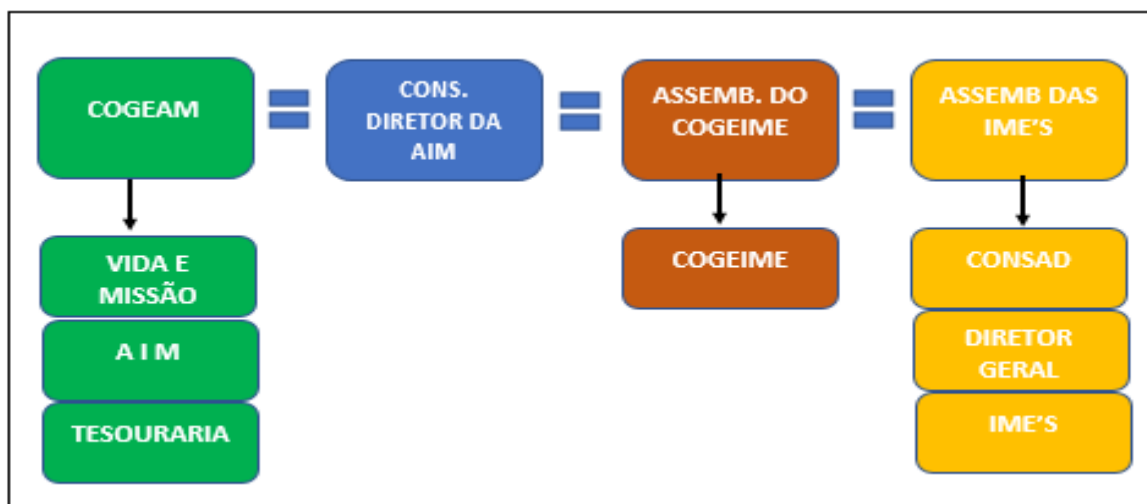 COGEAM
CONS.
DIRETOR DA
AIM
ASSEMB. DO
COGEIME
ASSEMB DAS
IME'S
VIDA E
MISSÃO
A I M
TESOURARIA
COGEIME
CONSAD
DIRETOR
GERAL
IME'S